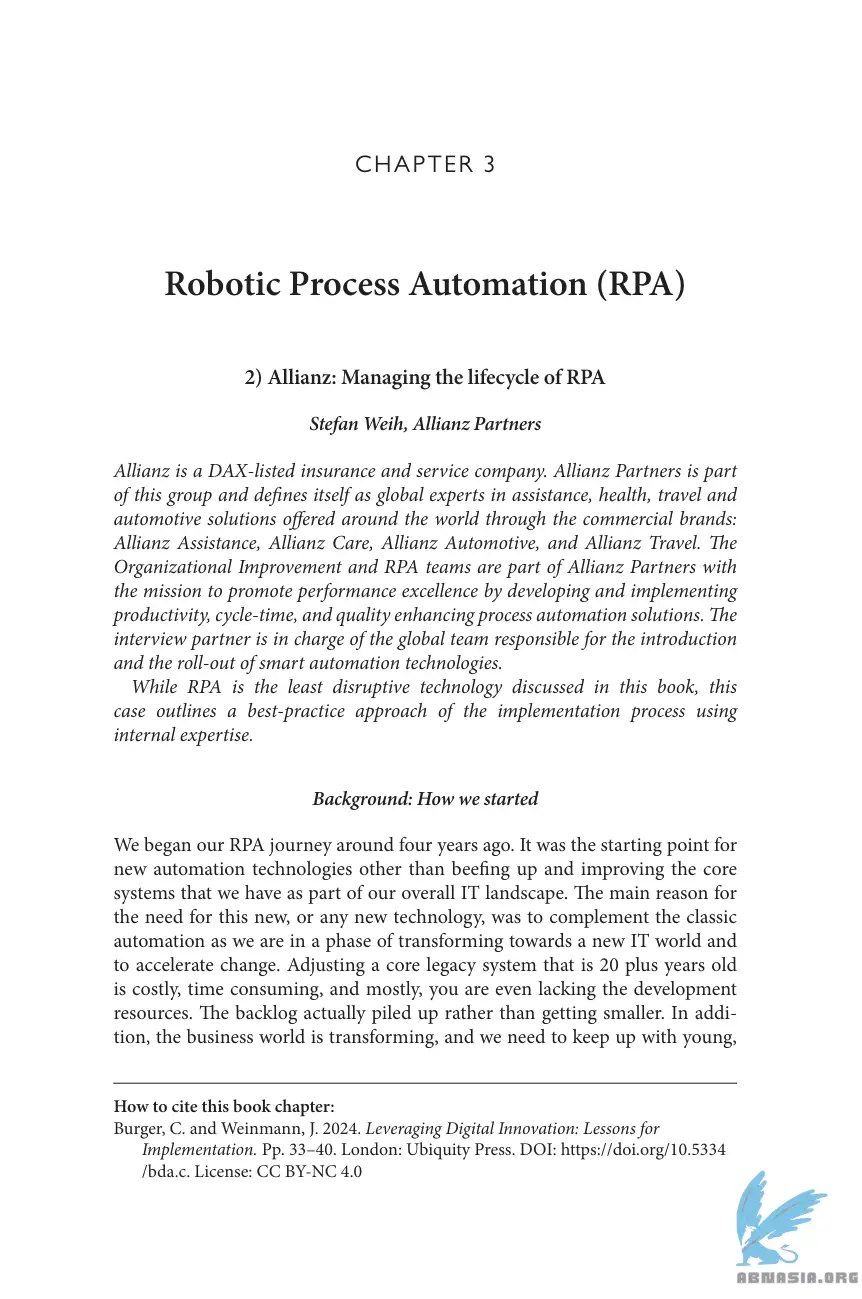 CHAPTER 3
Robotic Process Automation (RPA)
2) Allianz: Managing the lifecycle of RPA
Stefan Weih, Allianz Partners
Allianz is a DAX-listed insurance and service company. Allianz Partners is part
of this group and defines itself as global experts in assistance, health, travel and
automotive solutions offered around the world through the commercial brands:
Allianz Assistance, Allianz Care, Allianz Automotive, and Allianz Travel. The
Organizational Improvement and RPA teams are part of Allianz Partners with
the mission to promote performance excellence by developing and implementing
productivity, cycle-time, and quality enhancing process automation solutions. The
interview partner is in charge of the global team responsible for the introduction
and the roll-out of smart automation technologies.
While RPA is the least disruptive technology discussed in this book, this
case outlines a best-practice approach of the implementation process using
internal expertise.
Background: How we started
We began our RPA journey around four years ago. It was the starting point for
new automation technologies other than beefing up and improving the core
systems that we have as part of our overall IT landscape. The main reason for
the need for this new, or any new technology, was to complement the classic
automation as we are in a phase of transforming towards a new IT world and
to accelerate change. Adjusting a core legacy system that is 20 plus years old
is costly, time consuming, and mostly, you are even lacking the development
resources. The backlog actually piled up rather than getting smaller. In addi-
tion, the business world is transforming, and we need to keep up with young,
How to cite this book chapter:
Burger, C. and Weinmann, J. 2024. Leveraging Digital Innovation: Lessons for
Implementation. Pp. 33–40. London: Ubiquity Press. DOI: https://doi.org/10.5334
/bda.c. License: CC BY-NC 4.0
ABNASIA.ORG